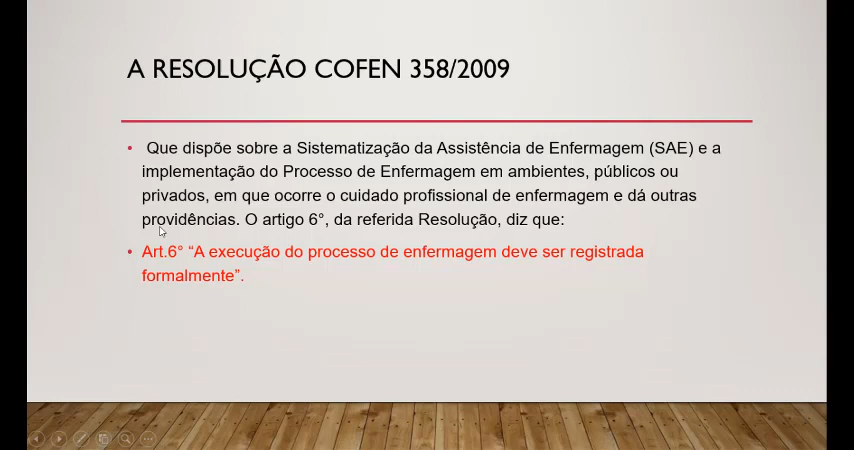 A RESOLUÇÃO COFEN 358/2009
• Que dispõe sobre a Sistematização da Assistência de Enfermagem (SAE) e a
implementação do Processo de Enfermagem em ambientes, públicos ou
privados, em que ocorre o cuidado profissional de enfermagem e dá outras
providências. O artigo 6°, da referida Resolução, diz que:
• Art.6° “A execução do processo de enfermagem deve ser registrada
formalmente”.